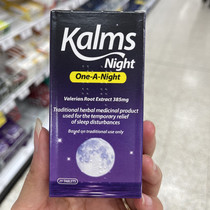 Kalms
Night
One-A-Night
Valerian Root Extract 385mg
Traditional herbal medicinal product
used for the temporary relief
of sleep disturbances
Based on traditional use only